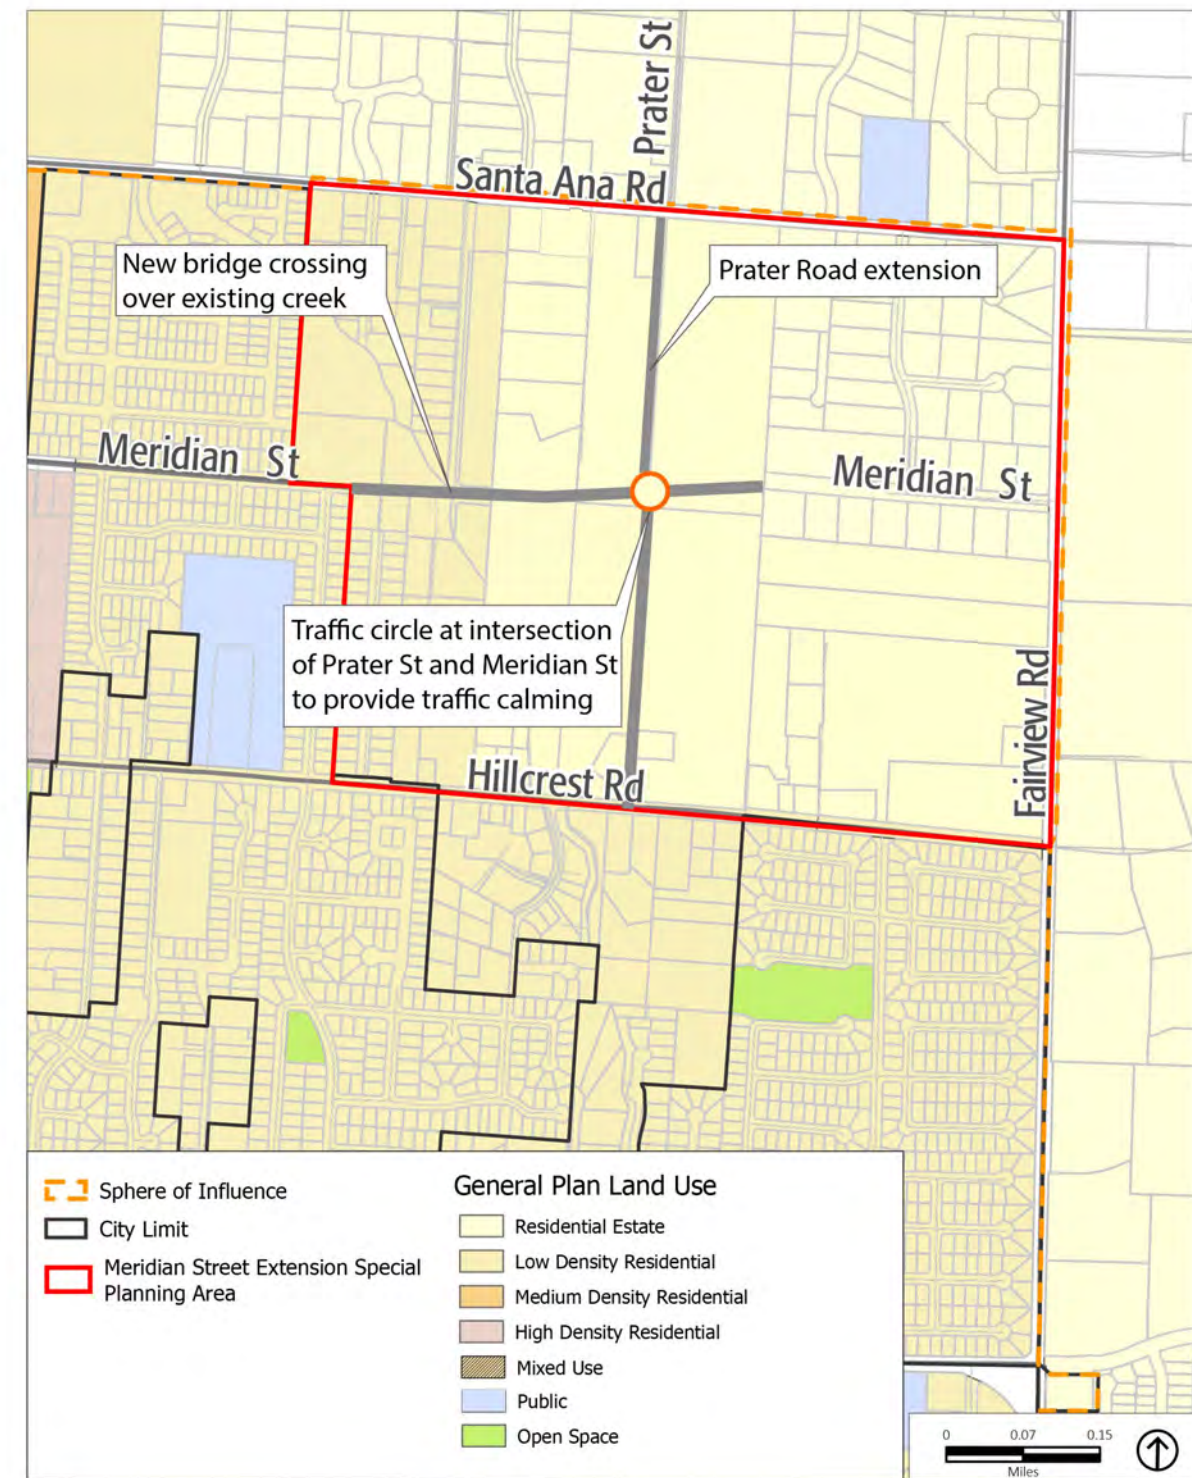 Prater St
Santa Ana Rd
New bridge crossing
over existing creek
Prater Road extension
Meridian St
Meridian St
Traffic circle at intersection
of Prater St and Meridian St
to provide traffic calming
Fairview Rd
Hillcrest Rd
Sphere of Influence
City Limit
Meridian Street Extension Special
Planning Area
General Plan Land Use
Residential Estate
Low Density Residential
Medium Density Residential
High Density Residential
Mixed Use
Public
Open Space
0 0.07 0.15
Miles